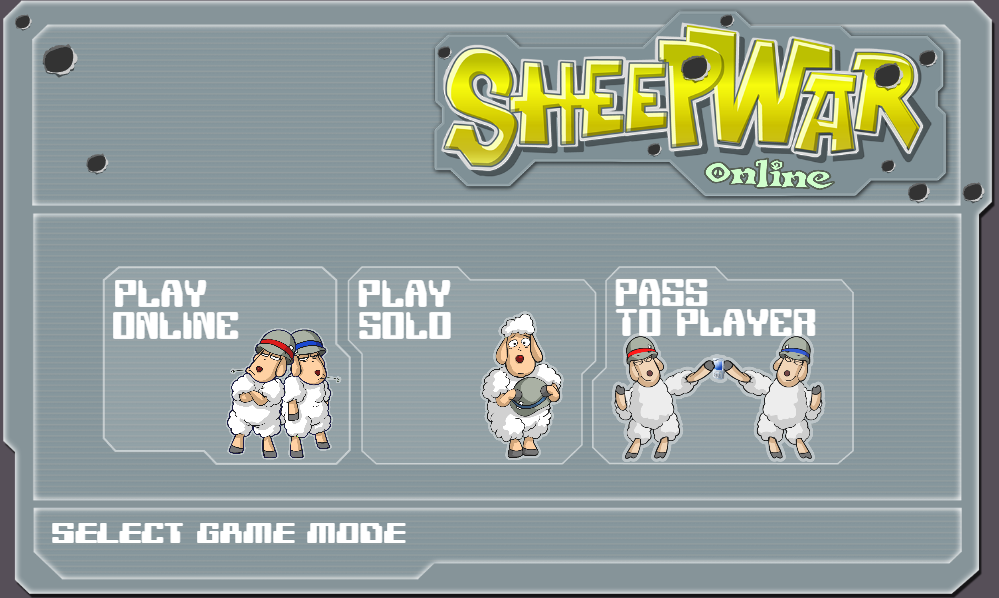 SHEEPWAR
Online
PLAY
ONLINE
PLAY
SOLO
PASS
TO PLAYER
SELECT GAME MODE